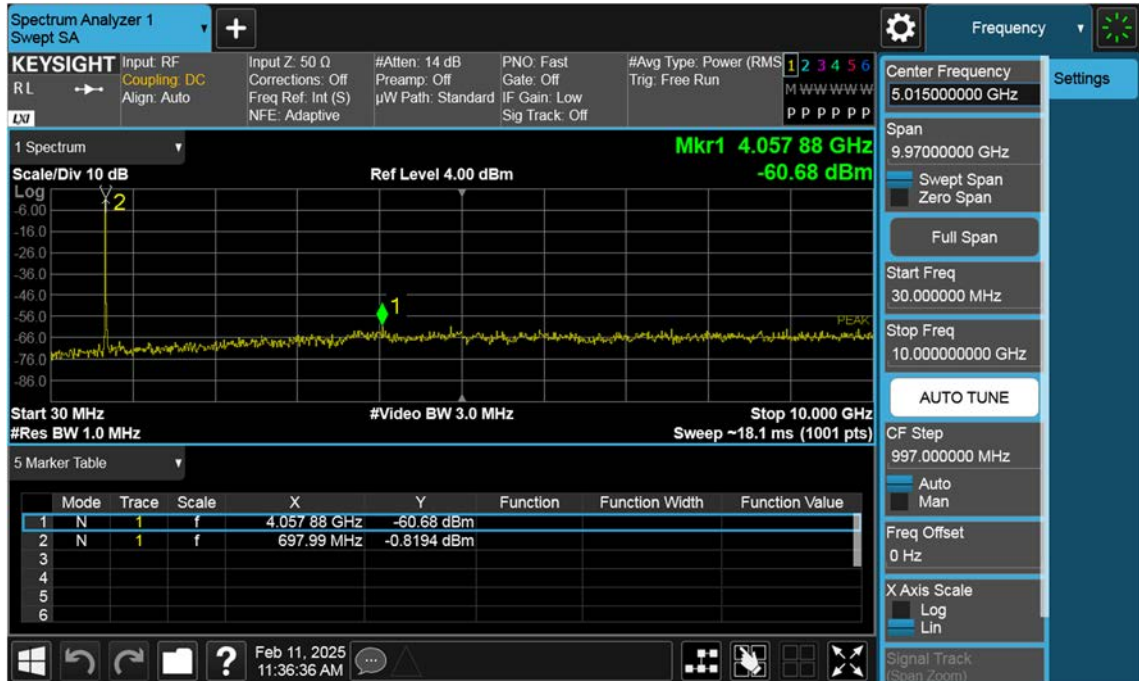 Spectrum Analyzer 1
Swept SA
Frequency
KEYSIGHT
R L
LXI
Input: RF
Coupling: DC
Align: Auto
Input Z: 50 Ω
Corrections: Off
Freq Ref: Int (S)
NFE: Adaptive
#Atten: 14 dB
Preamp: Off
µW Path: Standard
PNO: Fast
Gate: Off
IF Gain: Low
Sig Track: Off
#Avg Type: Power (RMS
Trig: Free Run
1 2 3 4 5 6
M W W W W W
P P P P P P
1 Spectrum
Mkr1 4.057 88 GHz
-60.68 dBm
Scale/Div 10 dB
Ref Level 4.00 dBm
Log
-6.00
-16.0
-26.0
-36.0
-46.0
-56.0
-66.0
-76.0
-86.0
2
1
PEAK
Start 30 MHz
#Video BW 3.0 MHz
Stop 10.000 GHz
#Res BW 1.0 MHz
Sweep ~18.1 ms (1001 pts)
5 Marker Table
Mode Trace Scale X Y Function Function Width Function Value
1 N 1 f 4.057 88 GHz -60.68 dBm
2 N 1 f 697.99 MHz -0.8194 dBm
3
4
5
6
?
Feb 11, 2025
11:36:36 AM
Center Frequency
5.015000000 GHz
Settings
Span
9.97000000 GHz
Swept Span
Zero Span
Full Span
Start Freq
30.000000 MHz
Stop Freq
10.000000000 GHz
AUTO TUNE
CF Step
997.000000 MHz
Auto
Man
Freq Offset
0 Hz
X Axis Scale
Log
Lin
Signal Track
(Span Zoom)